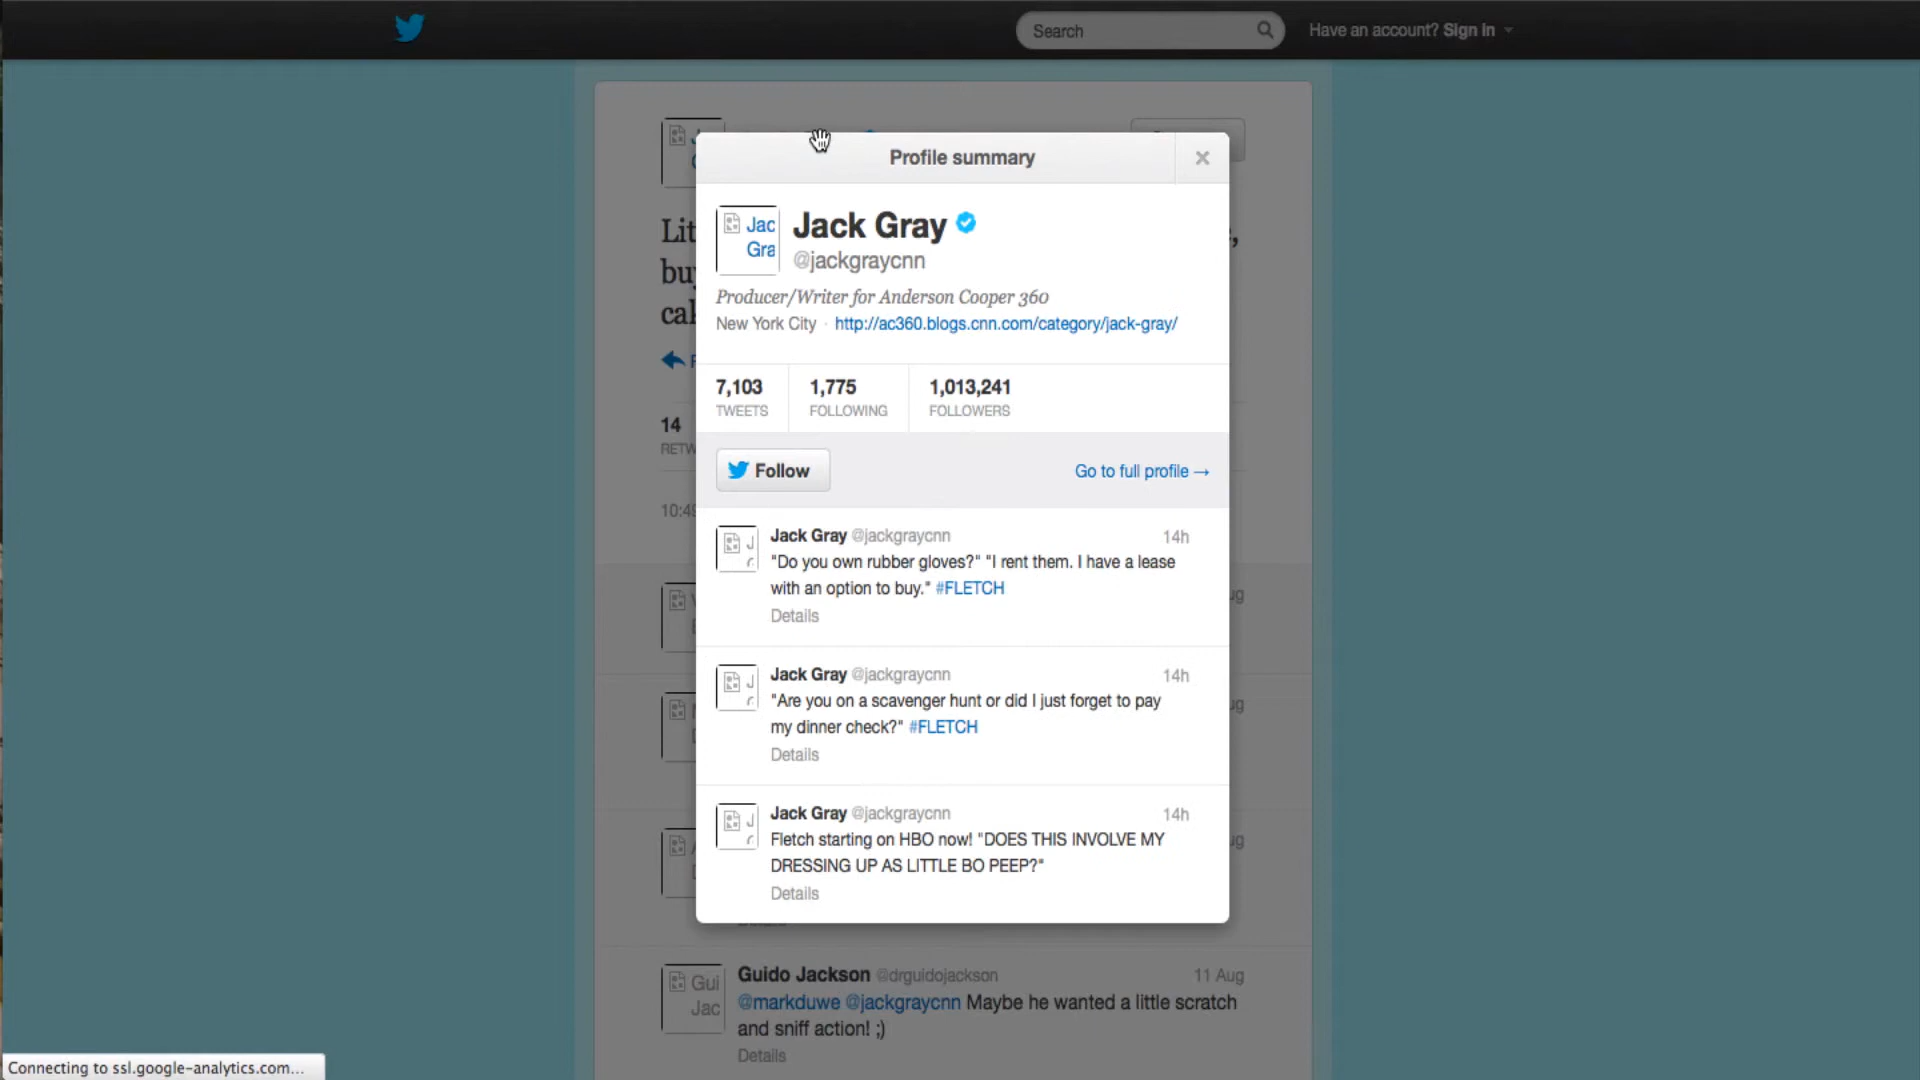 Search
Have an account? Sign in
Profile summary
Jac
Gra
Jack Gray
@jackgraycnn
Producer/Writer for Anderson Cooper 360
New York City · http://ac360.blogs.cnn.com/category/jack-gray/
7,103
TWEETS
1,775
FOLLOWING
1,013,241
FOLLOWERS
Follow
Go to full profile →
Jack Gray @jackgraycnn 14h
"Do you own rubber gloves?" "I rent them. I have a lease
with an option to buy." #FLETCH
Details
Jack Gray @jackgraycnn 14h
"Are you on a scavenger hunt or did I just forget to pay
my dinner check?" #FLETCH
Details
Jack Gray @jackgraycnn 14h
Fletch starting on HBO now! "DOES THIS INVOLVE MY
DRESSING UP AS LITTLE BO PEEP?"
Details
14
Gui
Jac
Guido Jackson @drguidojackson 11 Aug
@markduwe @jackgraycnn Maybe he wanted a little scratch
and sniff action! ;)
Details
Connecting to ssl.google-analytics.com...